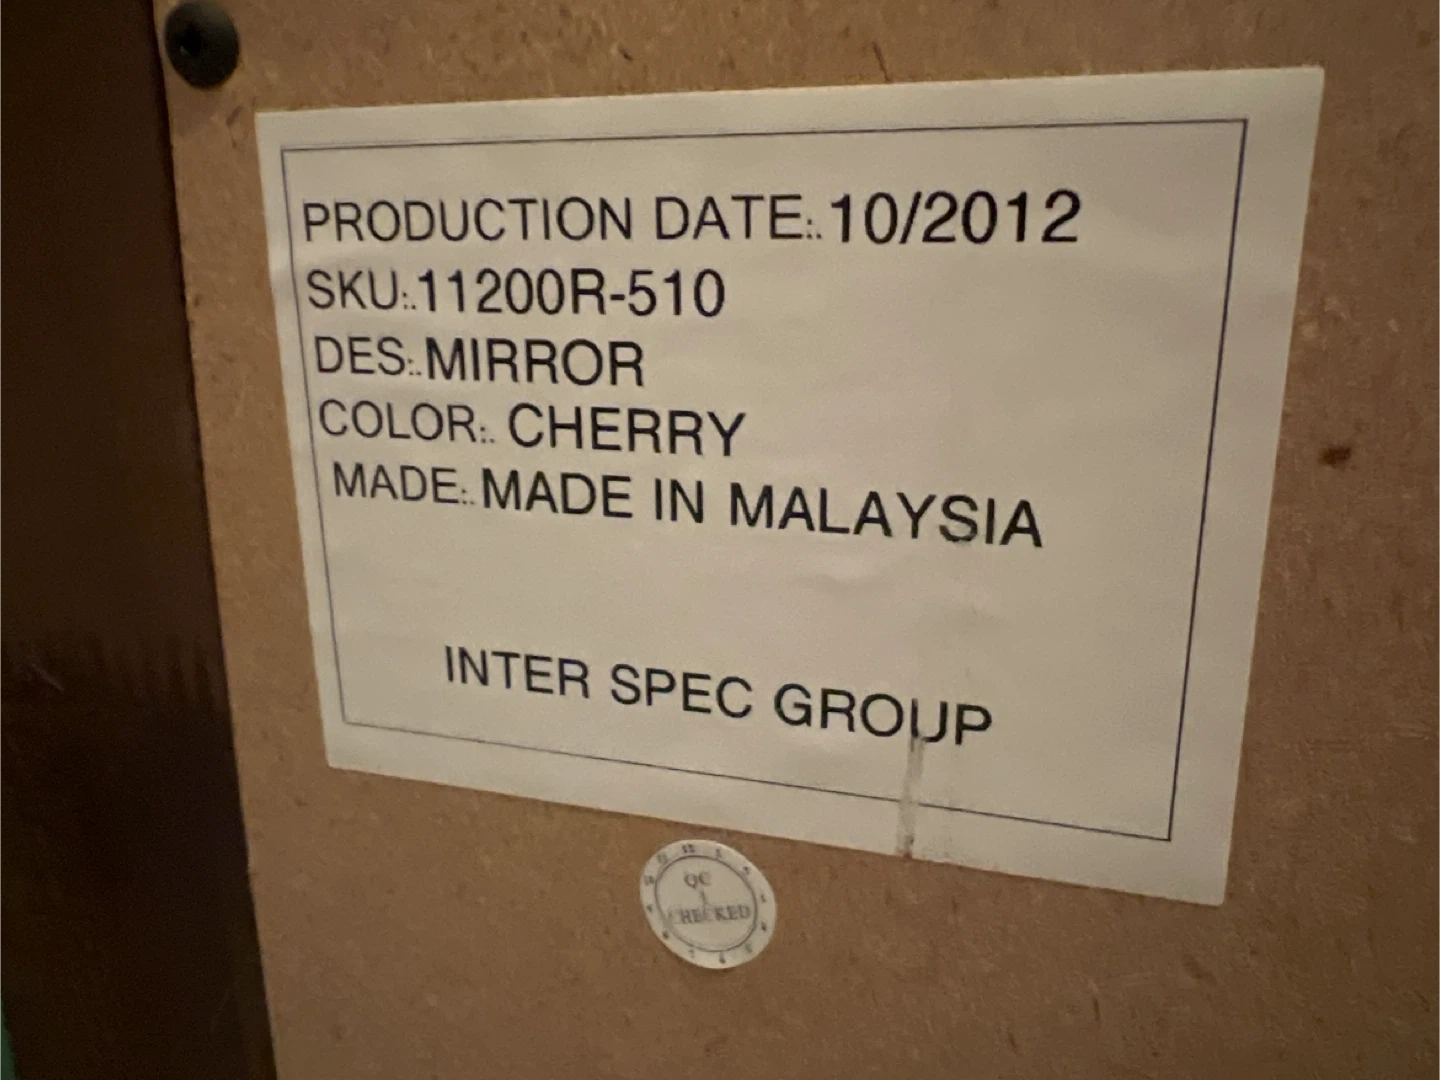 PRODUCTION DATE:.10/2012
SKU:.11200R-510
DES:.MIRROR
COLOR:. CHERRY
MADE:.MADE IN MALAYSIA
INTER SPEC GROUP
QC
CHECKED